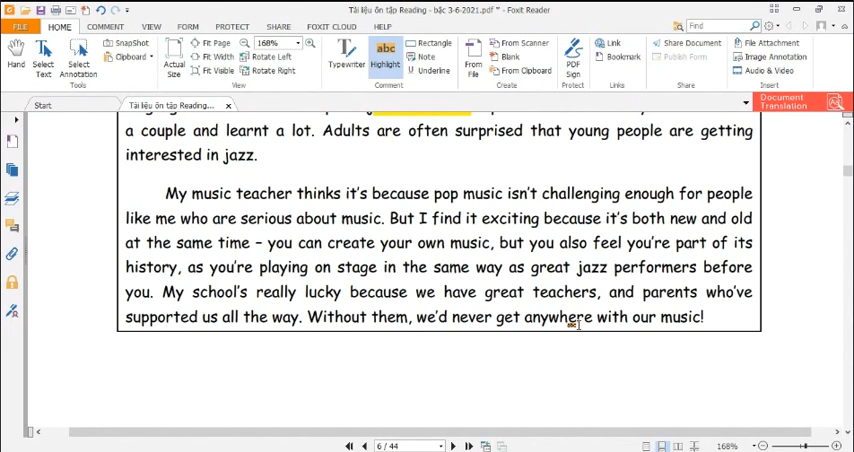 Tài liệu ôn tập Reading - bậc 3-6-2021.pdf * - Foxit Reader
FILE HOME COMMENT VIEW FORM PROTECT SHARE FOXIT CLOUD HELP Find
Hand Select Text Select Annotation SnapShot Clipboard Tools
Actual Size Fit Page Fit Width Fit Visible 168% Rotate Left Rotate Right View
Typewriter abc Highlight Rectangle Note Underline Comment
From File From Scanner Blank From Clipboard Create
PDF Sign Protect
Link Bookmark Links
Share Document Publish Form Share
File Attachment Image Annotation Audio & Video Insert
Start Tài liệu ôn tập Reading... Document Translation
a couple and learnt a lot. Adults are often surprised that young people are getting
interested in jazz.
My music teacher thinks it's because pop music isn't challenging enough for people
like me who are serious about music. But I find it exciting because it's both new and old
at the same time – you can create your own music, but you also feel you're part of its
history, as you're playing on stage in the same way as great jazz performers before
you. My school's really lucky because we have great teachers, and parents who've
supported us all the way. Without them, we'd never get anywhere with our music!
6 / 44 168%